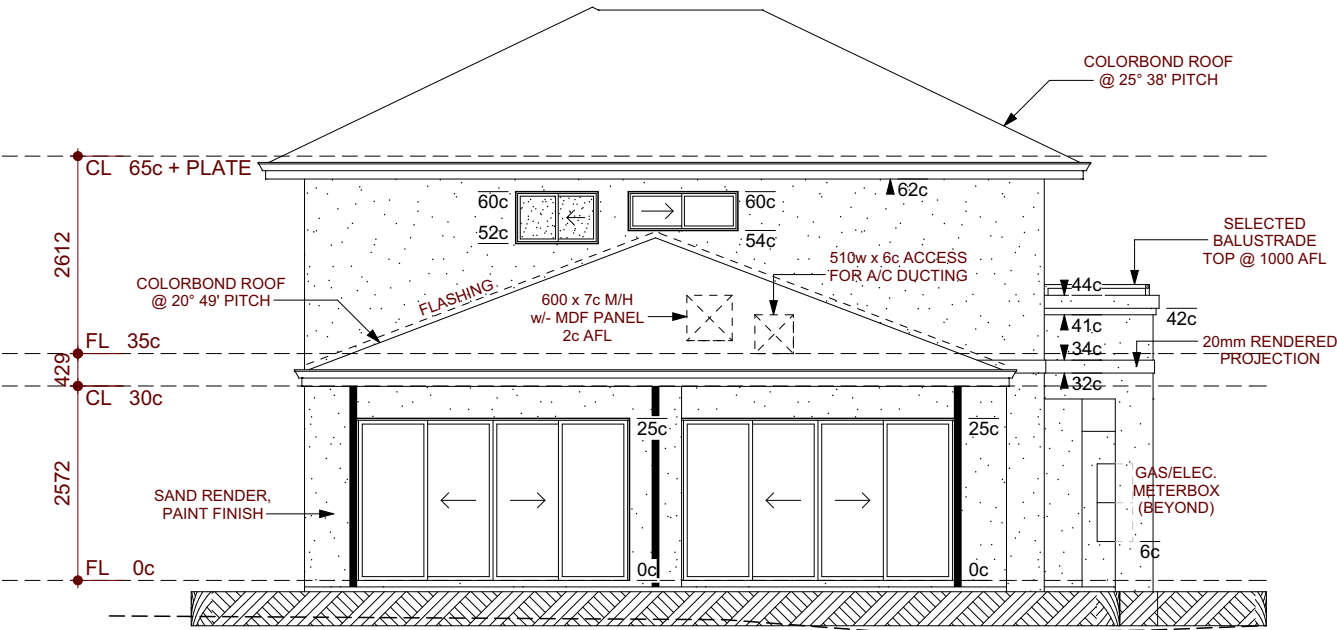 COLORBOND ROOF
@ 25° 38' PITCH
CL 65c + PLATE
62c
60c
52c
60c
54c
2612
SELECTED
BALUSTRADE
TOP @ 1000 AFL
510w x 6c ACCESS
FOR A/C DUCTING
COLORBOND ROOF
@ 20° 49' PITCH
FLASHING
600 x 7c M/H
w/- MDF PANEL
2c AFL
44c
42c
41c
FL 35c
34c
20mm RENDERED
PROJECTION
429
32c
CL 30c
25c
25c
2572
SAND RENDER,
PAINT FINISH
GAS/ELEC.
METERBOX
(BEYOND)
6c
FL 0c
0c
0c